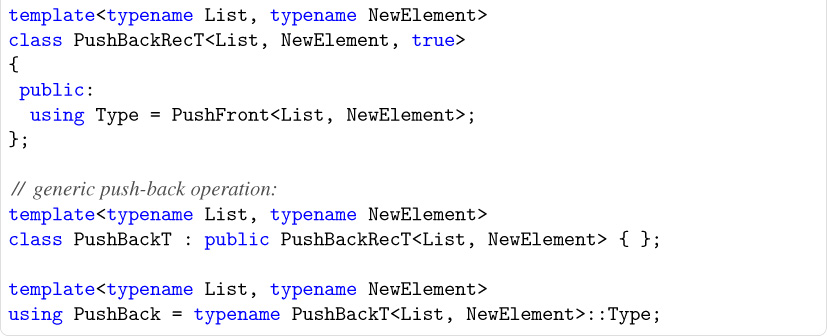 template<typename List, typename NewElement>
class PushBackRecT<List, NewElement, true>
{
 public:
  using Type = PushFront<List, NewElement>;
};

// generic push-back operation:
template<typename List, typename NewElement>
class PushBackT : public PushBackRecT<List, NewElement> { };

template<typename List, typename NewElement>
using PushBack = typename PushBackT<List, NewElement>::Type;